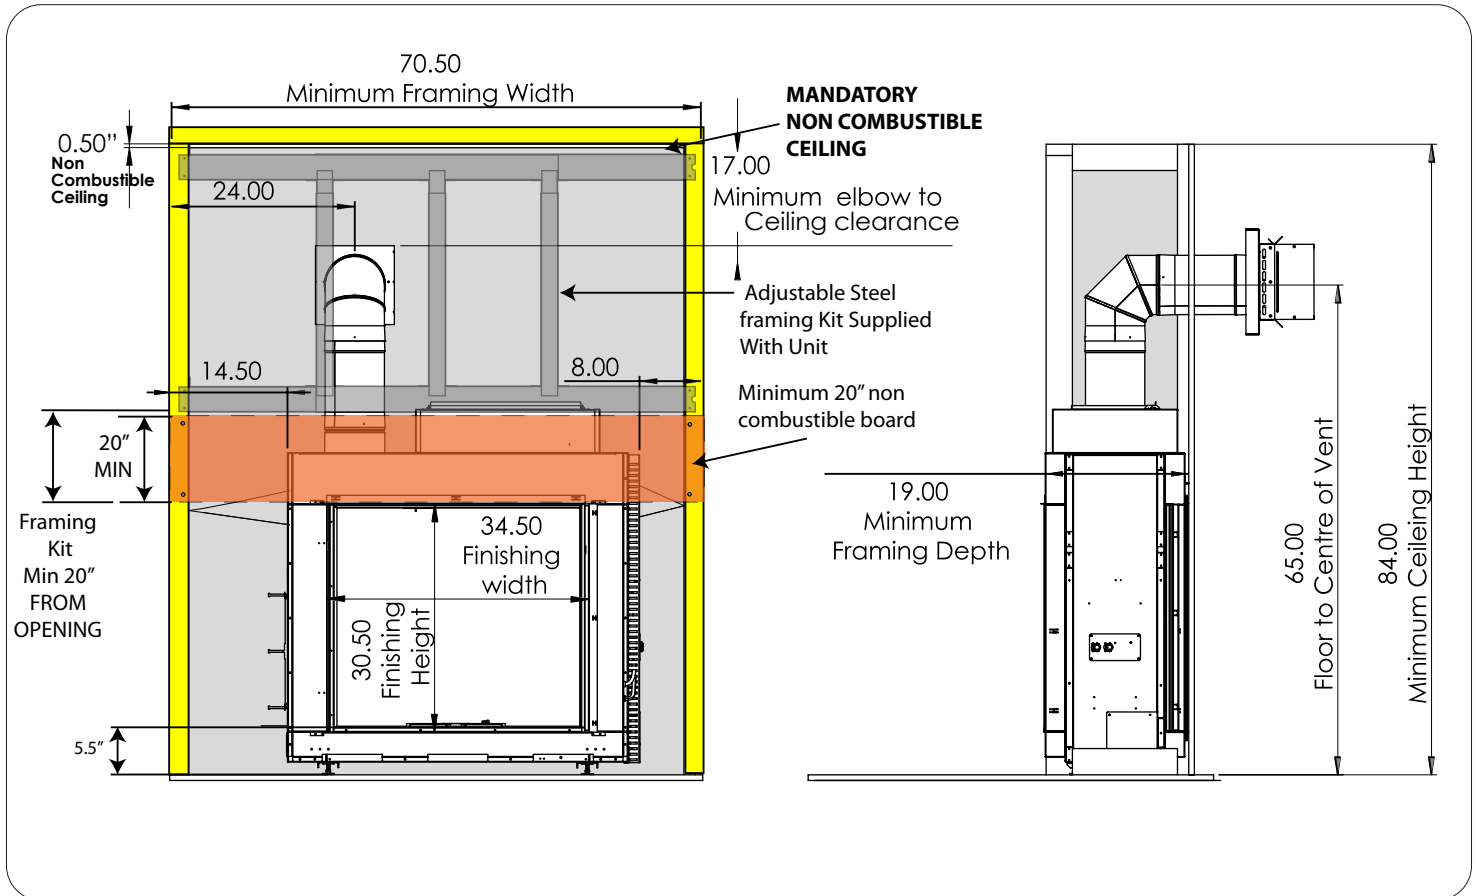 70.50
Minimum Framing Width
MANDATORY
NON COMBUSTIBLE
CEILING
0.50”
Non
Combustible
Ceiling
24.00
17.00
Minimum elbow to
Ceiling clearance
Adjustable Steel
framing Kit Supplied
With Unit
14.50
8.00
Minimum 20” non
combustible board
20”
MIN
Framing
Kit
Min 20”
FROM
OPENING
34.50
Finishing
width
30.50
Finishing
Height
5.5”
19.00
Minimum
Framing Depth
65.00
Floor to Centre of Vent
84.00
Minimum Ceileing Height